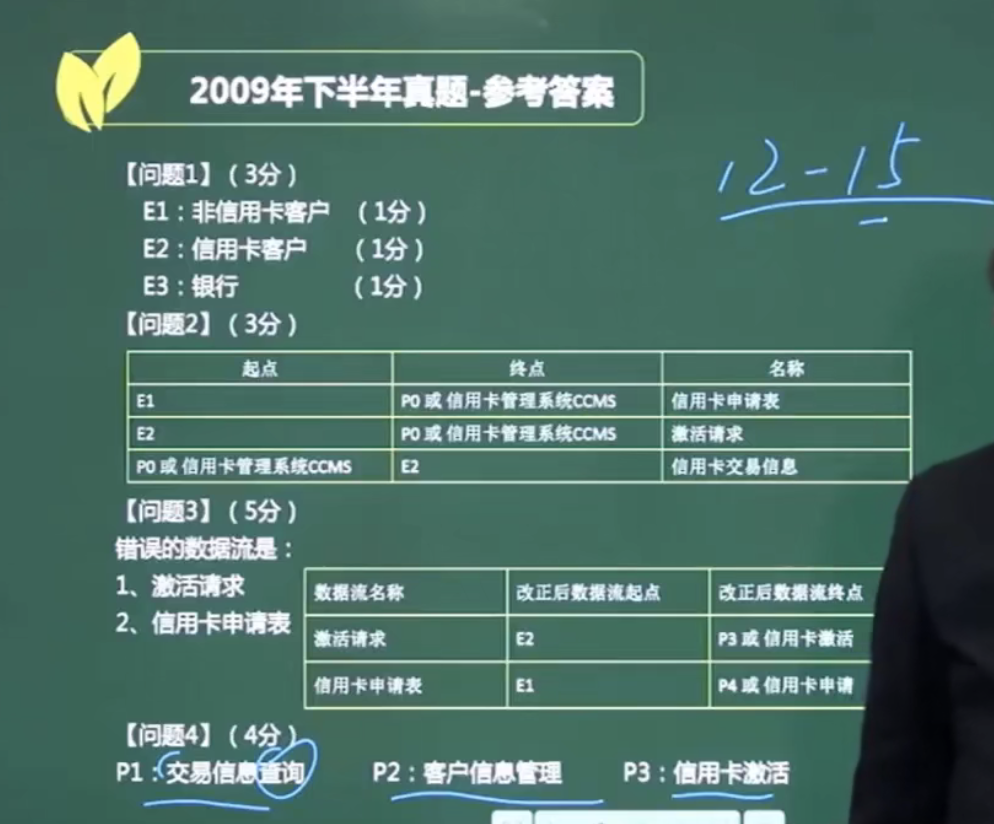 2009年下半年真题-参考答案
12-15
【问题1】（3分）
E1：非信用卡客户 （1分）
E2：信用卡客户 （1分）
E3：银行 （1分）
【问题2】（3分）
起点 终点 名称
E1 P0 或 信用卡管理系统CCMS 信用卡申请表
E2 P0 或 信用卡管理系统CCMS 激活请求
P0 或 信用卡管理系统CCMS E2 信用卡交易信息
【问题3】（5分）
错误的数据流是：
1、激活请求
2、信用卡申请表
数据流名称 改正后数据流起点 改正后数据流终点
激活请求 E2 P3 或 信用卡激活
信用卡申请表 E1 P4 或 信用卡申请
【问题4】（4分）
P1：交易信息查询 P2：客户信息管理 P3：信用卡激活